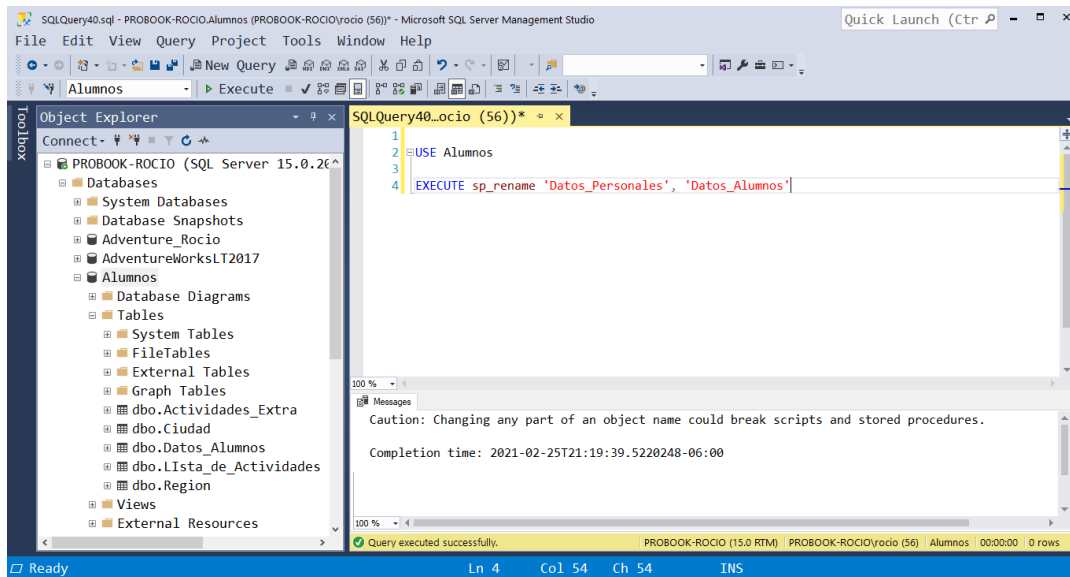 SQLQuery40.sql - PROBOOK-ROCIO.Alumnos (PROBOOK-ROCIO\rocio (56))* - Microsoft SQL Server Management Studio
Quick Launch (Ctr
File Edit View Query Project Tools Window Help
New Query
Alumnos
Execute
Toolbox
Object Explorer
Connect
PROBOOK-ROCIO (SQL Server 15.0.20
Databases
System Databases
Database Snapshots
Adventure_Rocio
AdventureWorksLT2017
Alumnos
Database Diagrams
Tables
System Tables
FileTables
External Tables
Graph Tables
dbo.Actividades_Extra
dbo.Ciudad
dbo.Datos_Alumnos
dbo.LIsta_de_Actividades
dbo.Region
Views
External Resources
SQLQuery40…ocio (56))*
1
2 USE Alumnos
3
4 EXECUTE sp_rename 'Datos_Personales', 'Datos_Alumnos'
100 %
Messages
Caution: Changing any part of an object name could break scripts and stored procedures.
Completion time: 2021-02-25T21:19:39.5220248-06:00
100 %
Query executed successfully.
PROBOOK-ROCIO (15.0 RTM)
PROBOOK-ROCIO\rocio (56)
Alumnos
00:00:00
0 rows
Ready
Ln 4
Col 54
Ch 54
INS